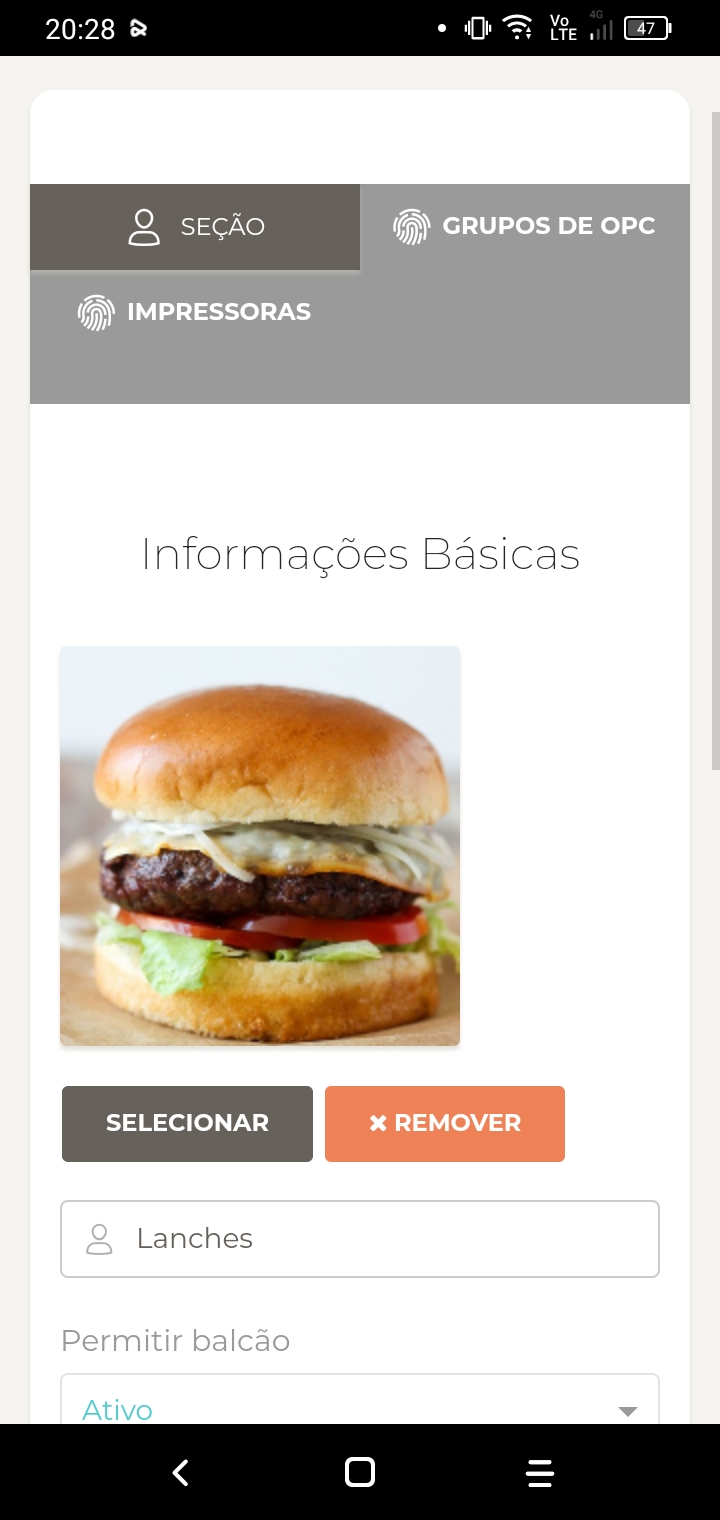 20:28
Vo
LTE
4G
47
SEÇÃO
GRUPOS DE OPC
IMPRESSORAS
Informações Básicas
SELECIONAR
✖ REMOVER
Lanches
Permitir balcão
Ativo